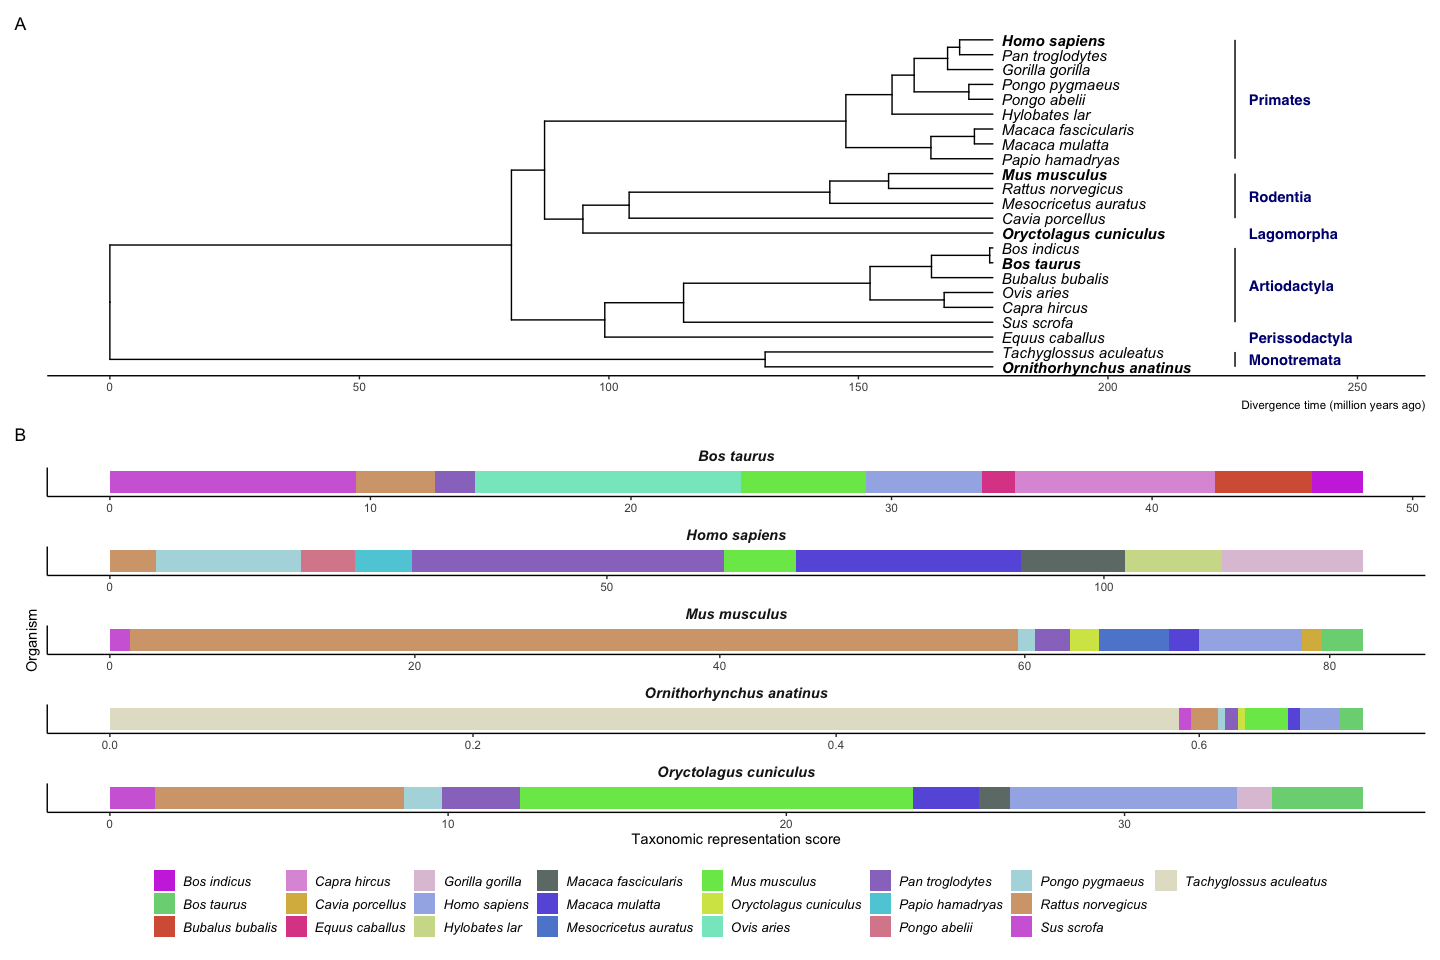 A
Homo sapiens
Pan troglodytes
Gorilla gorilla
Pongo pygmaeus
Pongo abelii
Hylobates lar
Macaca fascicularis
Macaca mulatta
Papio hamadryas
Primates
Mus musculus
Rattus norvegicus
Mesocricetus auratus
Cavia porcellus
Rodentia
Oryctolagus cuniculus
Lagomorpha
Bos indicus
Bos taurus
Bubalus bubalis
Ovis aries
Capra hircus
Sus scrofa
Artiodactyla
Equus caballus
Perissodactyla
Tachyglossus aculeatus
Ornithorhynchus anatinus
Monotremata
0 50 100 150 200 250
Divergence time (million years ago)
B
Organism
Bos taurus
0 10 20 30 40 50
Homo sapiens
0 50 100
Mus musculus
0 20 40 60 80
Ornithorhynchus anatinus
0.0 0.2 0.4 0.6
Oryctolagus cuniculus
0 10 20 30
Taxonomic representation score
Bos indicus Capra hircus Gorilla gorilla Macaca fascicularis Mus musculus Pan troglodytes Pongo pygmaeus Tachyglossus aculeatus
Bos taurus Cavia porcellus Homo sapiens Macaca mulatta Oryctolagus cuniculus Papio hamadryas Rattus norvegicus
Bubalus bubalis Equus caballus Hylobates lar Mesocricetus auratus Ovis aries Pongo abelii Sus scrofa